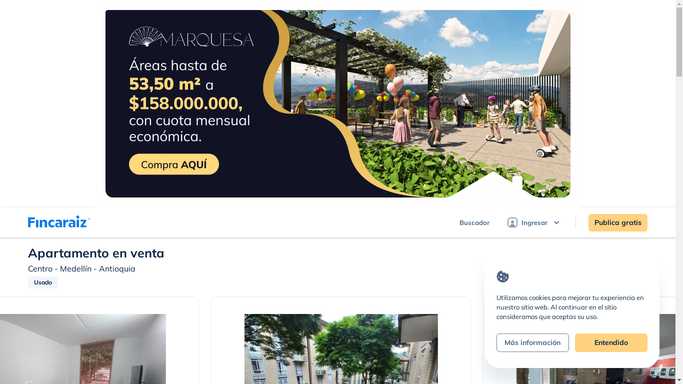 MARQUESA
Áreas hasta de
53,50 m² a
$158.000.000,
con cuota mensual
económica.
Compra AQUÍ
Fincaraiz
Buscador
Ingresar
Publica gratis
Apartamento en venta
Centro - Medellín - Antioquia
Usado
Utilizamos cookies para mejorar tu experiencia en
nuestro sitio web. Al continuar en el sitio
consideramos que aceptas su uso.
Más información
Entendido